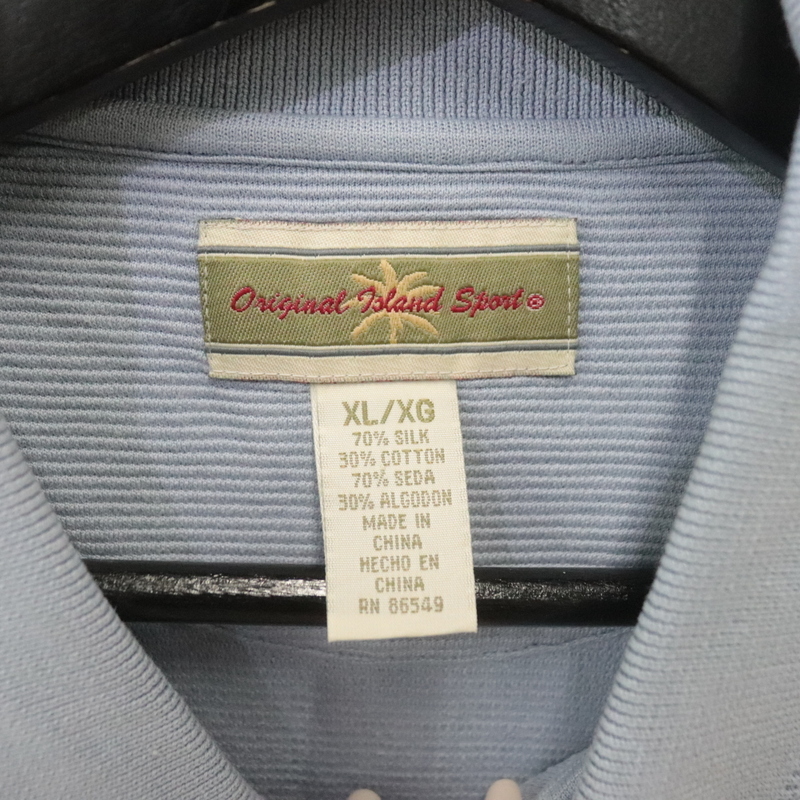 Original Island Sport®
XL/XG
70% SILK
30% COTTON
70% SEDA
30% ALGODON
MADE IN
CHINA
HECHO EN
CHINA
RN 86549